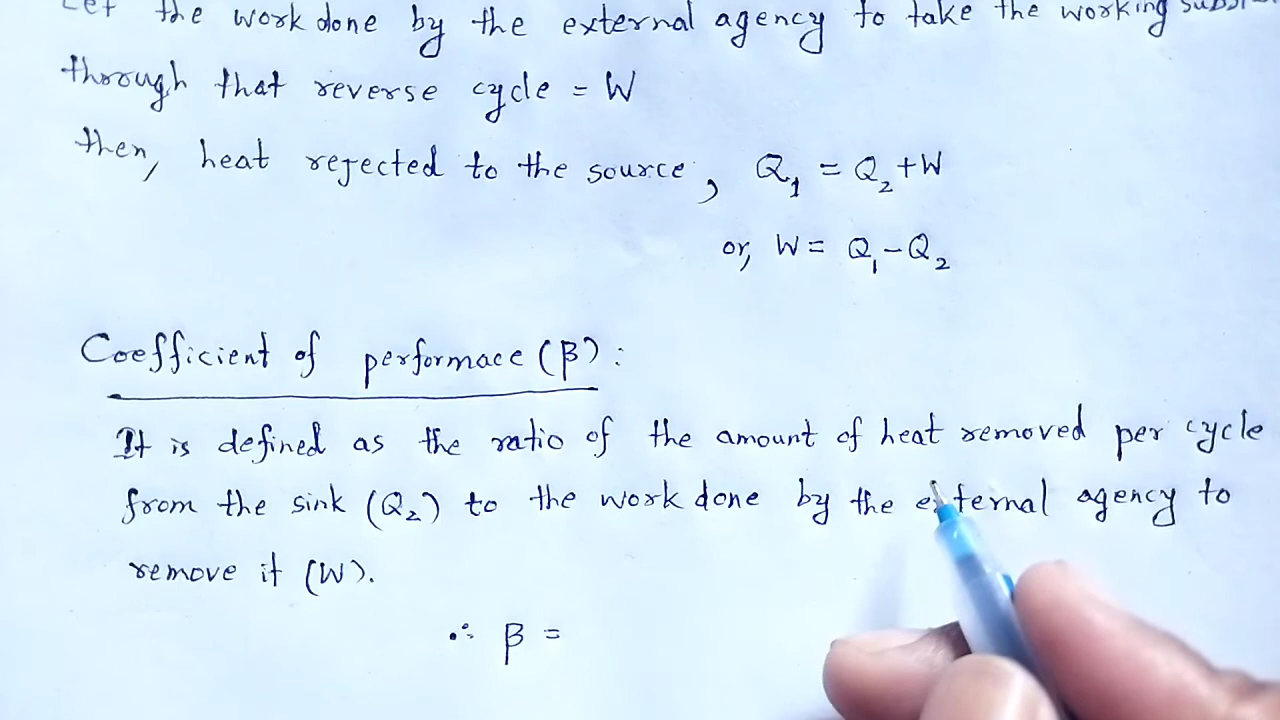 Let the work done by the external agency to take the working
through that reverse cycle = W
then, heat rejected to the source, Q₁ = Q₂+W
or, W = Q₁-Q₂
Coefficient of performace (β):
It is defined as the ratio of the amount of heat removed per cycle
from the sink (Q₂) to the work done by the external agency to
remove it (W).
∴ β =